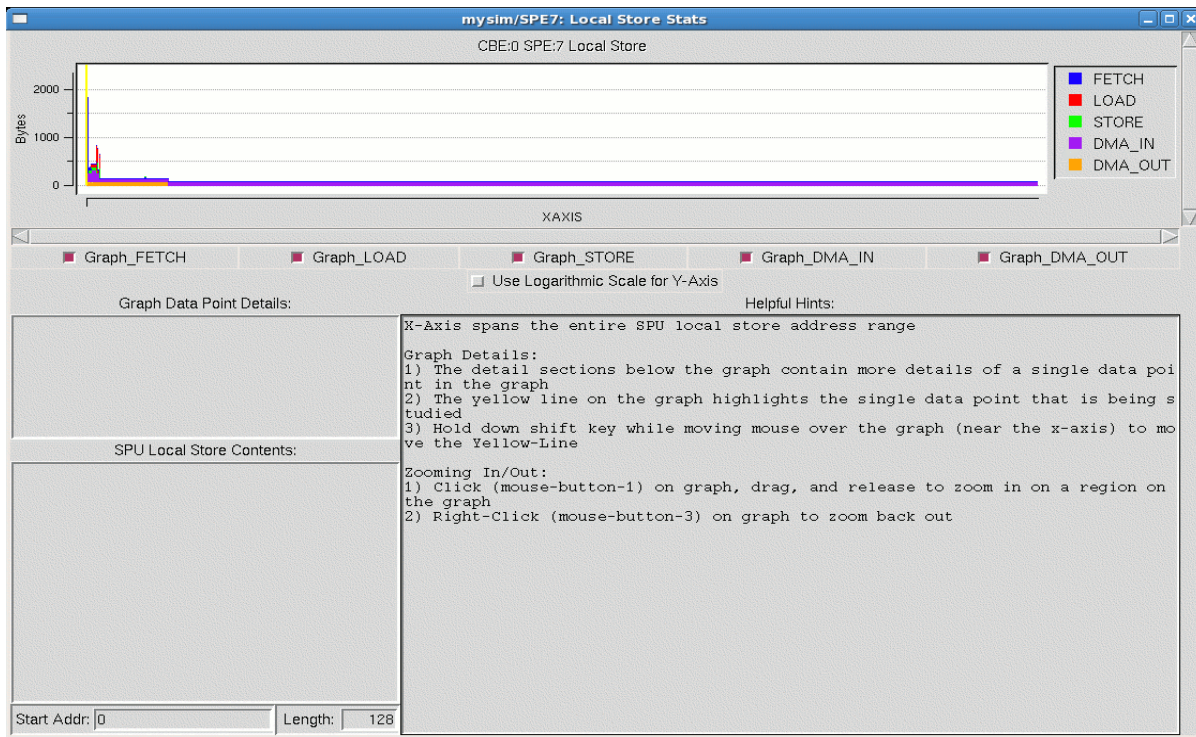 mysim/SPE7: Local Store Stats
CBE:0 SPE:7 Local Store
Bytes
2000
1000
0
XAXIS
FETCH
LOAD
STORE
DMA_IN
DMA_OUT
Graph_FETCH Graph_LOAD Graph_STORE Graph_DMA_IN Graph_DMA_OUT
Use Logarithmic Scale for Y-Axis
Graph Data Point Details:
SPU Local Store Contents:
Start Addr: 0 Length: 128
Helpful Hints:
X-Axis spans the entire SPU local store address range
Graph Details:
1) The detail sections below the graph contain more details of a single data poi
nt in the graph
2) The yellow line on the graph highlights the single data point that is being s
tudied
3) Hold down shift key while moving mouse over the graph (near the x-axis) to mo
ve the Yellow-Line
Zooming In/Out:
1) Click (mouse-button-1) on graph, drag, and release to zoom in on a region on
the graph
2) Right-Click (mouse-button-3) on graph to zoom back out